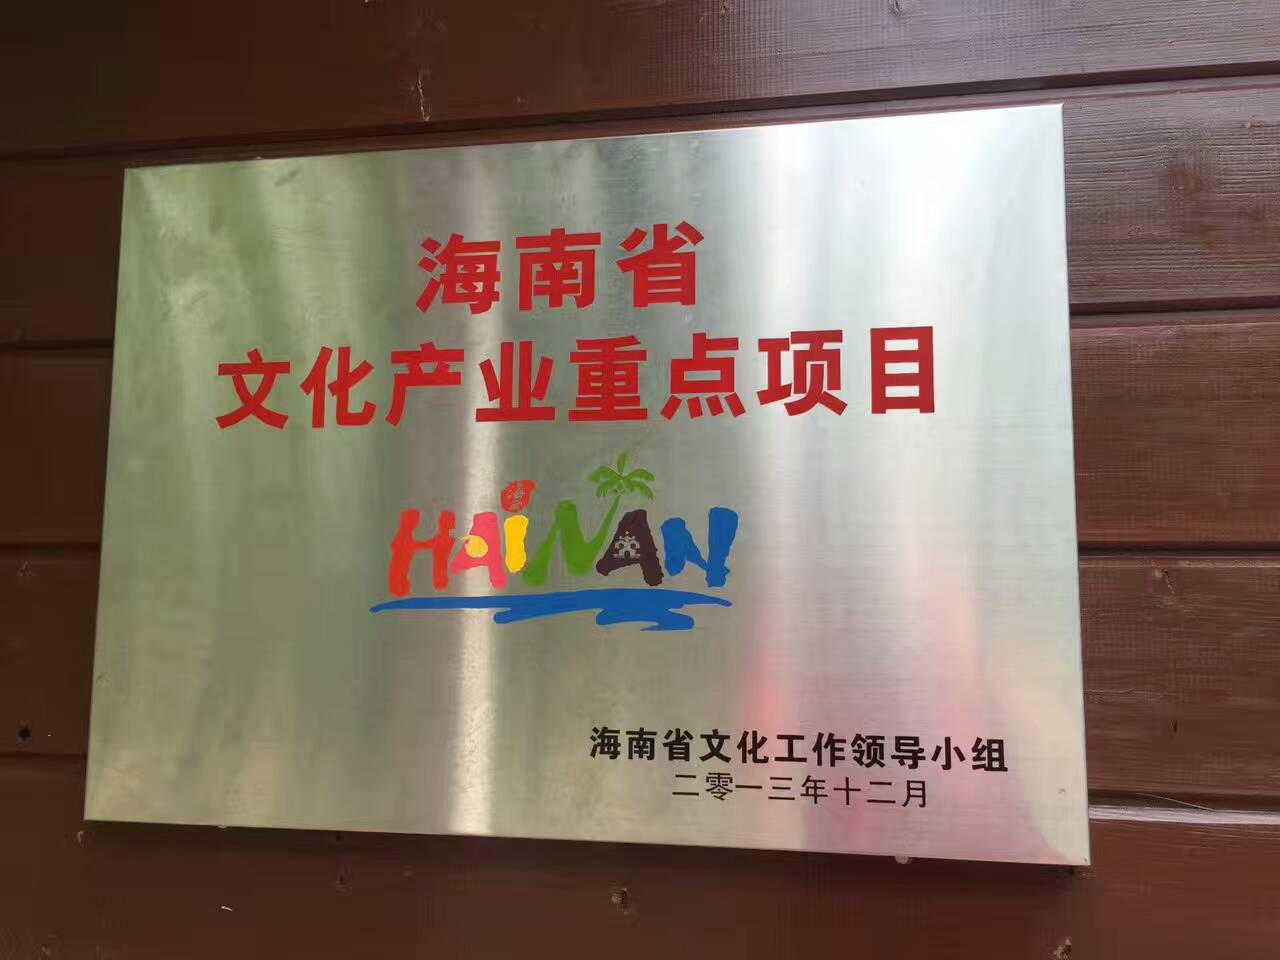 海南省
文化产业重点项目
HAiNAN
海南省文化工作领导小组
二零一三年十二月